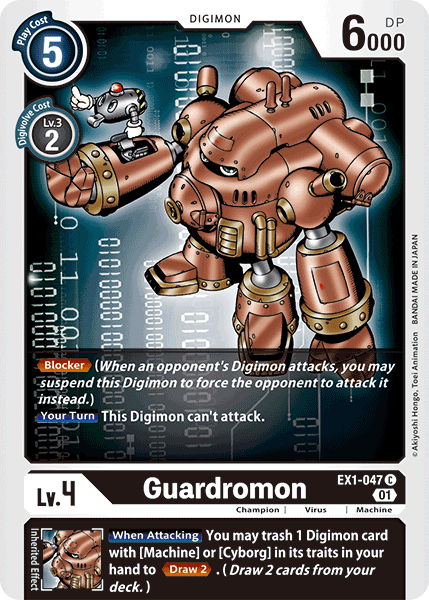 Play Cost
5
DIGIMON
DP
6000
Digivolve Cost
Lv.3
2
Blocker (When an opponent's Digimon attacks, you may
suspend this Digimon to force the opponent to attack it
instead.)
Your Turn This Digimon can't attack.
©Akiyoshi Hongo, Toei Animation BANDAI MADE IN JAPAN
Lv.4
Guardromon
EX1-047 C
01
Champion | Virus | Machine
Inherited Effect
When Attacking You may trash 1 Digimon card
with [Machine] or [Cyborg] in its traits in your
hand to Draw 2 . (Draw 2 cards from your
deck.)